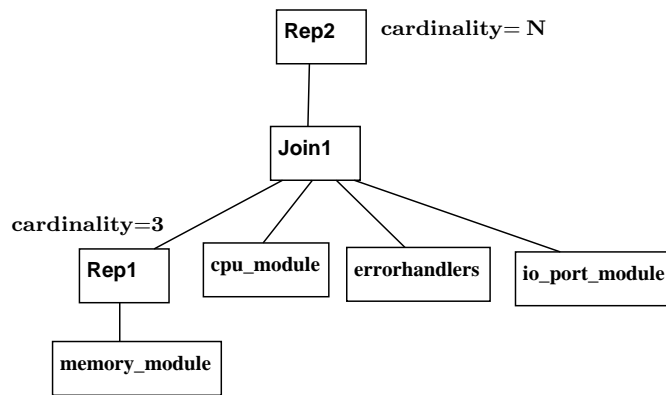 Rep2
cardinality= N
Join1
cardinality=3
Rep1
cpu_module
errorhandlers
io_port_module
memory_module